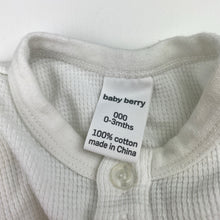 baby berry
000
0-3mths
100% cotton
made in China